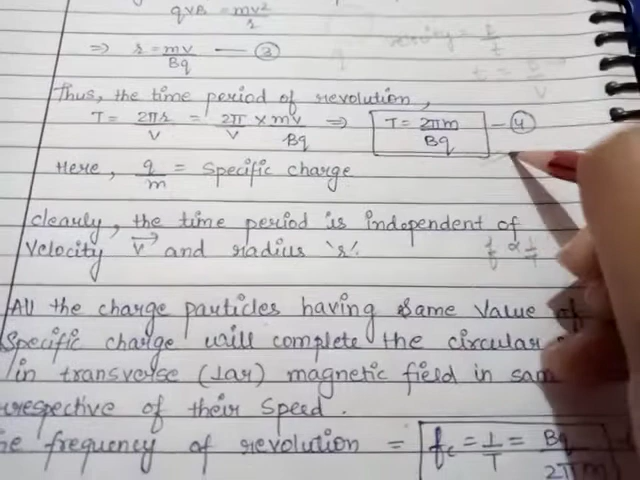 qvB = mv²/r
⇒ r = mv/Bq — ③
Thus, the time period of revolution,
T = 2πr/v = 2π/v × mv/Bq ⇒ T = 2πm/Bq — ④
Here, q/m = Specific charge
clearly, the time period is independent of
velocity v⃗ and radius 'r'.
All the charge particles having same value of
specific charge will complete the circular
in transverse (⊥ar) magnetic field in sam
rrespective of their speed.
he frequency of revolution = fc = 1/T = Bq/2πm